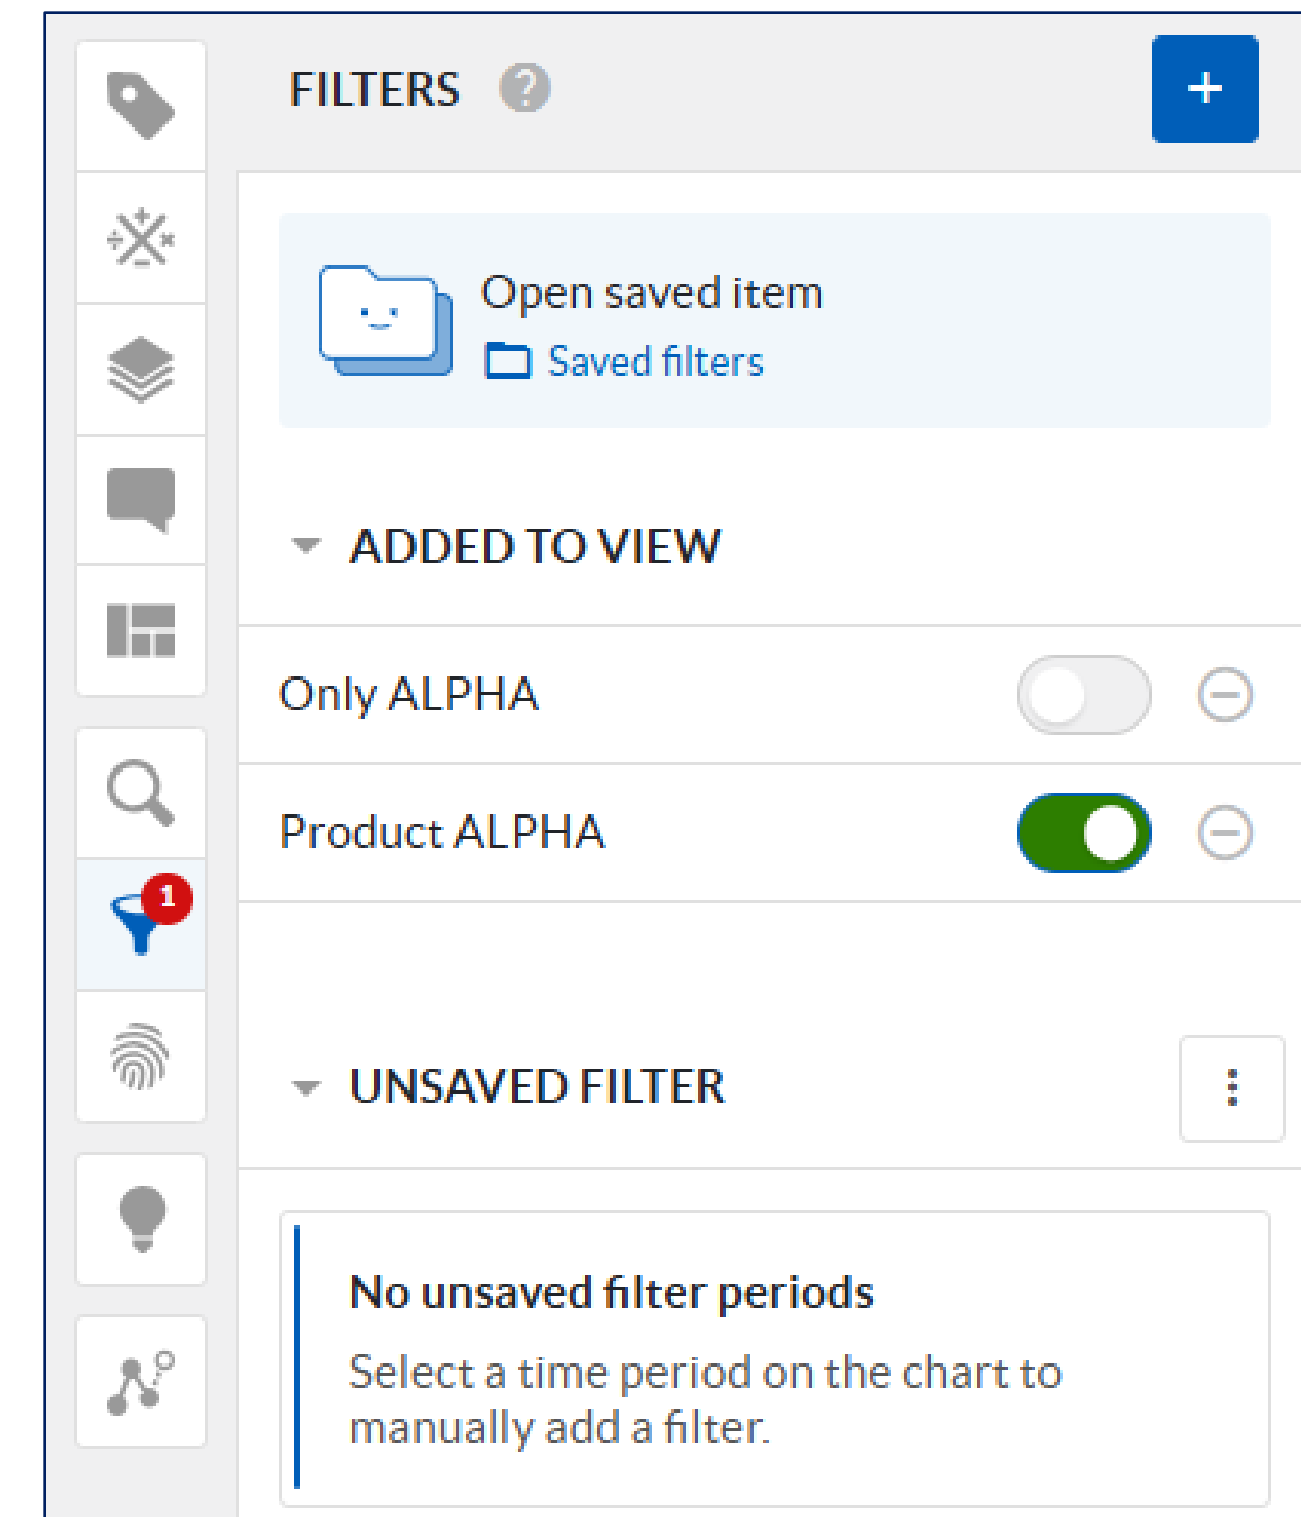 FILTERS ?
+
Open saved item
Saved filters
ADDED TO VIEW
Only ALPHA
Product ALPHA
1
UNSAVED FILTER
No unsaved filter periods
Select a time period on the chart to
manually add a filter.